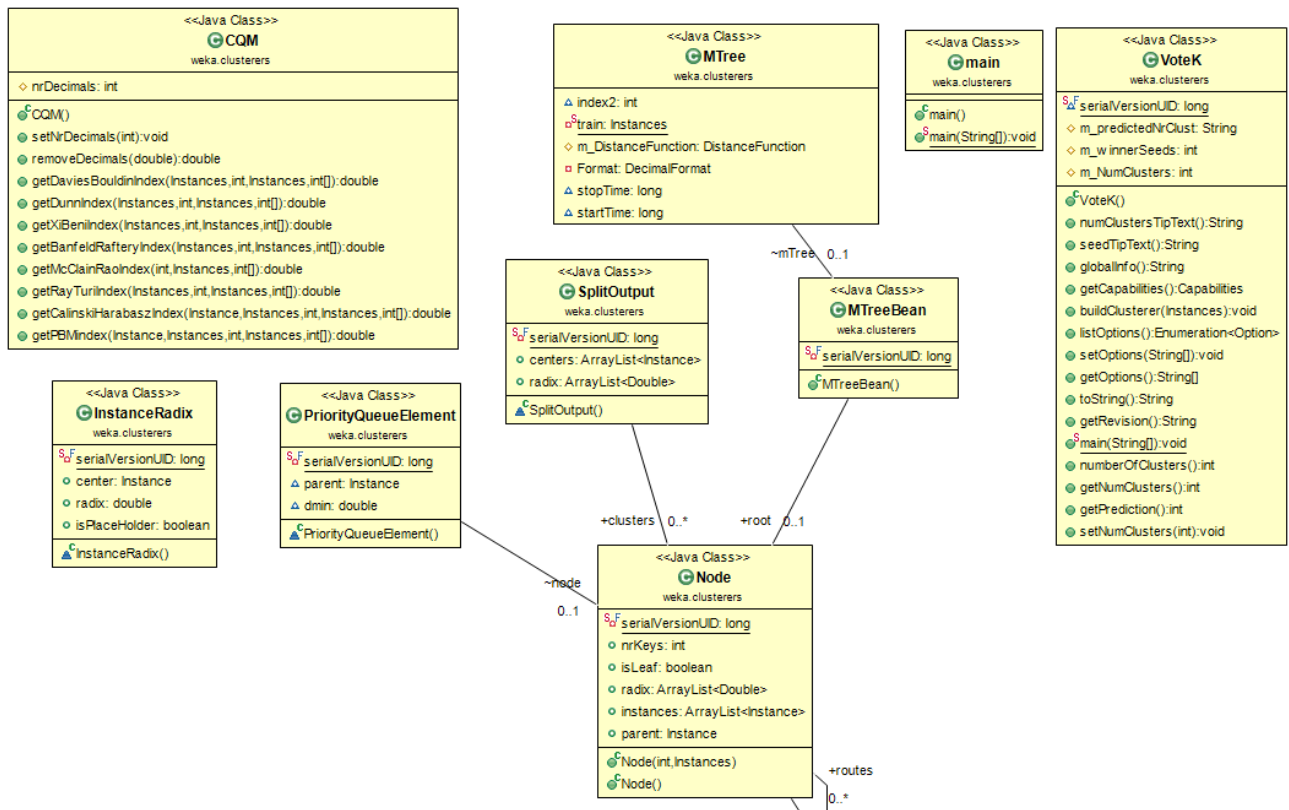 <<Java Class>>
CQM
weka.clusterers
nrDecimals: int
CQM()
setNrDecimals(int):void
removeDecimals(double):double
getDaviesBouldinIndex(Instances,int,Instances,int[]):double
getDunnIndex(Instances,int,Instances,int[]):double
getXiBeniIndex(Instances,int,Instances,int[]):double
getBanfeldRafteryIndex(Instances,int,Instances,int[]):double
getMcClainRaoIndex(int,Instances,int[]):double
getRayTuriIndex(Instances,int,Instances,int[]):double
getCalinskiHarabaszIndex(Instance,Instances,int,Instances,int[]):double
getPBMindex(Instance,Instances,int,Instances,int[]):double
<<Java Class>>
MTree
weka.clusterers
index2: int
train: Instances
m_DistanceFunction: DistanceFunction
Format: DecimalFormat
stopTime: long
startTime: long
<<Java Class>>
main
weka.clusterers
main()
main(String[]):void
<<Java Class>>
VoteK
weka.clusterers
serialVersionUID: long
m_predictedNrClust: String
m_winnerSeeds: int
m_NumClusters: int
VoteK()
numClustersTipText():String
seedTipText():String
globalInfo():String
getCapabilities():Capabilities
buildClusterer(Instances):void
listOptions():Enumeration<Option>
setOptions(String[]):void
getOptions():String[]
toString():String
getRevision():String
main(String[]):void
numberOfClusters():int
getNumClusters():int
getPrediction():int
setNumClusters(int):void
~mTree 0..1
<<Java Class>>
SplitOutput
weka.clusterers
serialVersionUID: long
centers: ArrayList<Instance>
radix: ArrayList<Double>
SplitOutput()
<<Java Class>>
MTreeBean
weka.clusterers
serialVersionUID: long
MTreeBean()
<<Java Class>>
InstanceRadix
weka.clusterers
serialVersionUID: long
center: Instance
radix: double
isPlaceHolder: boolean
InstanceRadix()
<<Java Class>>
PriorityQueueElement
weka.clusterers
serialVersionUID: long
parent: Instance
dmin: double
PriorityQueueElement()
+clusters 0..*
+root 0..1
~node
0..1
<<Java Class>>
Node
weka.clusterers
serialVersionUID: long
nrKeys: int
isLeaf: boolean
radix: ArrayList<Double>
instances: ArrayList<Instance>
parent: Instance
Node(int,Instances)
Node()
+routes
0..*